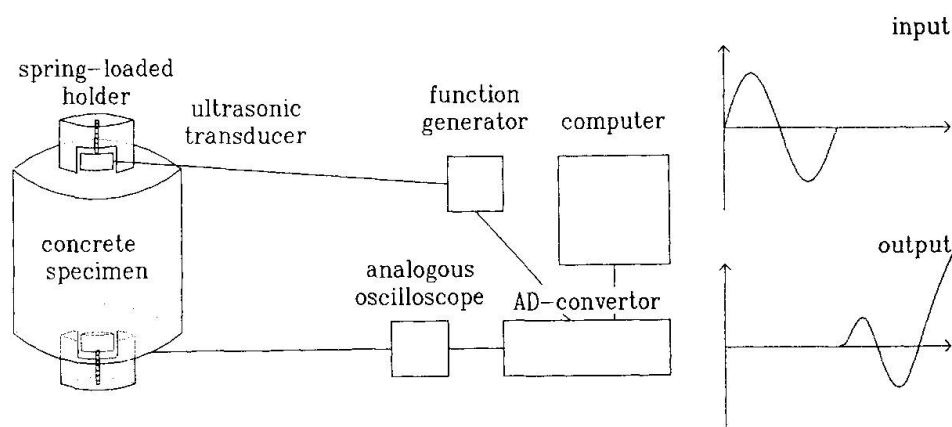 input
spring-loaded
holder
ultrasonic
transducer
function
generator
computer
concrete
specimen
analogous
oscilloscope
AD-convertor
output